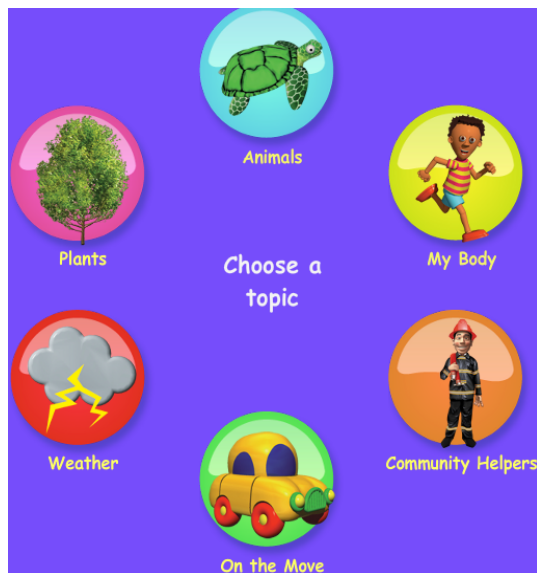 Animals
Plants
My Body
Choose a
topic
Weather
Community Helpers
On the Move